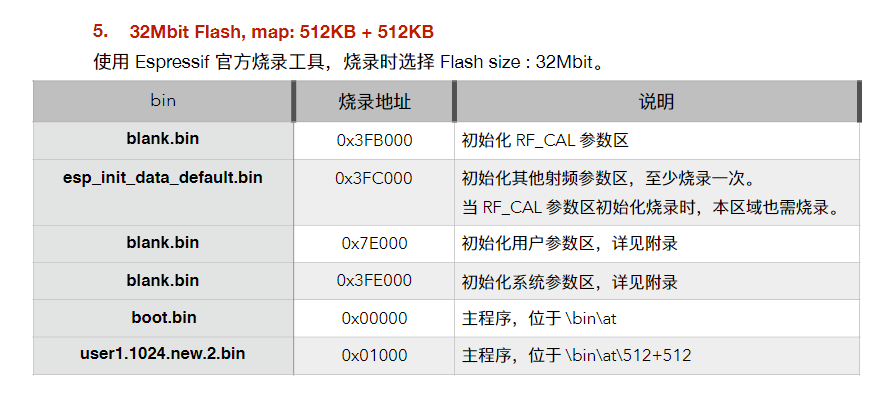 5. 32Mbit Flash, map: 512KB + 512KB
使用 Espressif 官方烧录工具，烧录时选择 Flash size : 32Mbit。
bin 烧录地址 说明
blank.bin 0x3FB000 初始化 RF_CAL 参数区
esp_init_data_default.bin 0x3FC000 初始化其他射频参数区，至少烧录一次。
当 RF_CAL 参数区初始化烧录时，本区域也需烧录。
blank.bin 0x7E000 初始化用户参数区，详见附录
blank.bin 0x3FE000 初始化系统参数区，详见附录
boot.bin 0x00000 主程序，位于 \bin\at
user1.1024.new.2.bin 0x01000 主程序，位于 \bin\at\512+512